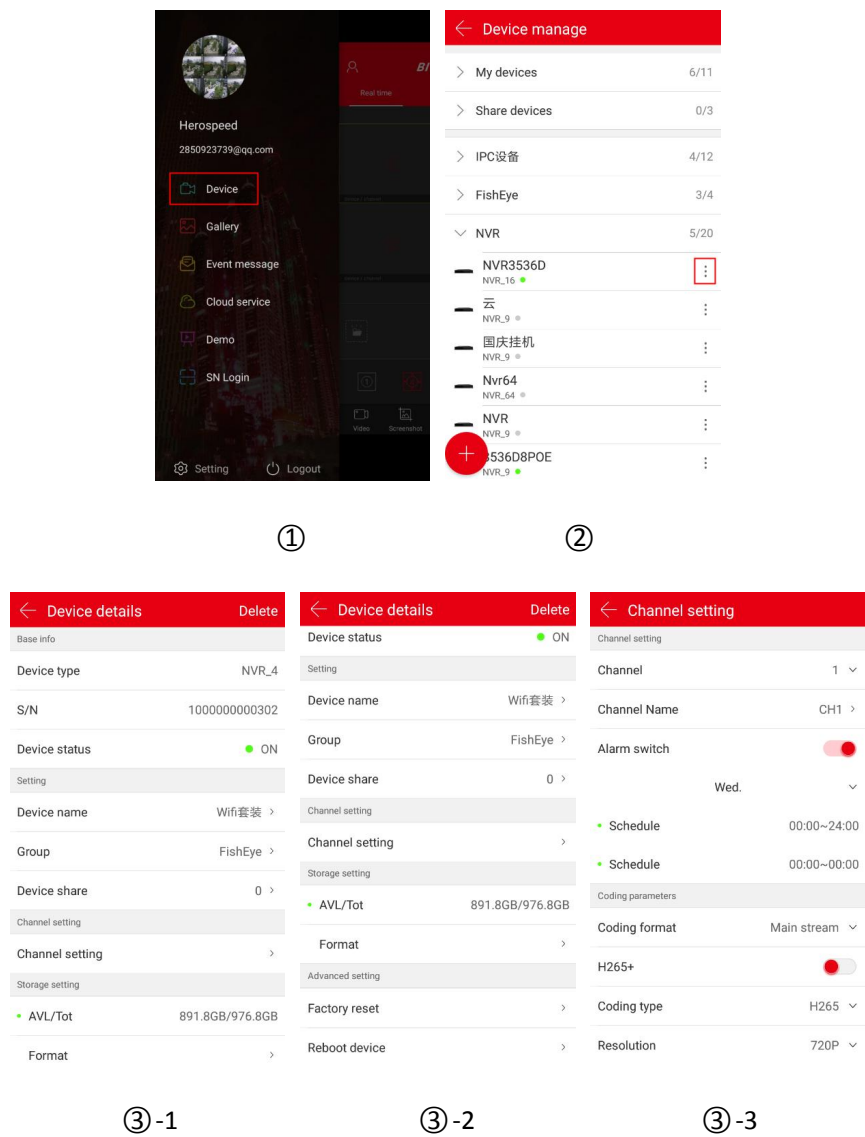 BI
Real time
Herospeed
2850923739@qq.com
Device
Gallery
Event message
Cloud service
Demo
SN Login
Video Screenshot
Setting Logout
Device manage
My devices 6/11
Share devices 0/3
IPC设备 4/12
FishEye 3/4
NVR 5/20
NVR3536D
NVR_16
云
NVR_9
国庆挂机
NVR_9
Nvr64
NVR_64
NVR
NVR_9
3536D8POE
NVR_9
① ②
Device details Delete
Base info
Device type NVR_4
S/N 1000000000302
Device status ON
Setting
Device name Wifi套装
Group FishEye
Device share 0
Channel setting
Channel setting
Storage setting
AVL/Tot 891.8GB/976.8GB
Format
Device details Delete
Device status ON
Setting
Device name Wifi套装
Group FishEye
Device share 0
Channel setting
Channel setting
Storage setting
AVL/Tot 891.8GB/976.8GB
Format
Advanced setting
Factory reset
Reboot device
Channel setting
Channel setting
Channel 1
Channel Name CH1
Alarm switch
Wed.
Schedule 00:00~24:00
Schedule 00:00~00:00
Coding parameters
Coding format Main stream
H265+
Coding type H265
Resolution 720P
③-1 ③-2 ③-3